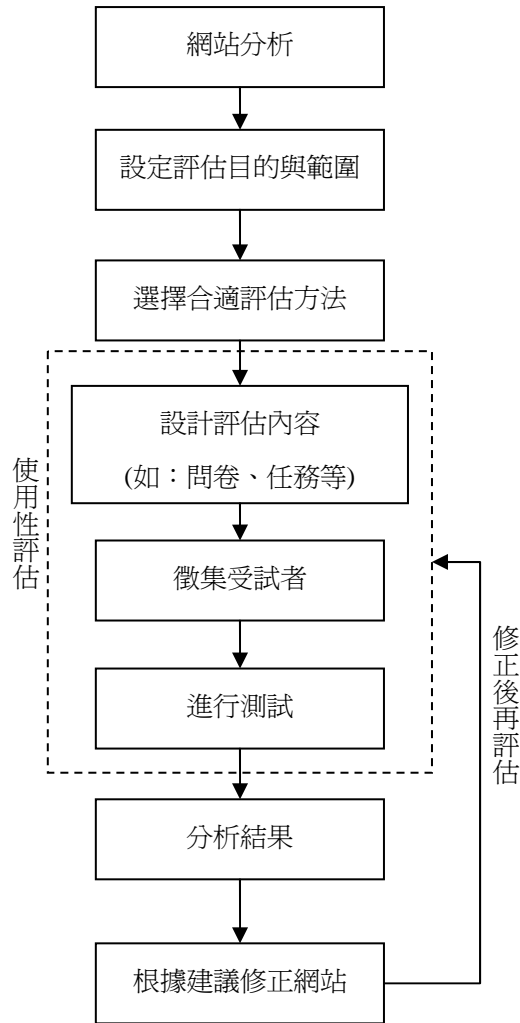 網站分析
設定評估目的與範圍
選擇合適評估方法
設計評估內容
(如：問卷、任務等)
使用性評估
徵集受試者
進行測試
修正後再評估
分析結果
根據建議修正網站